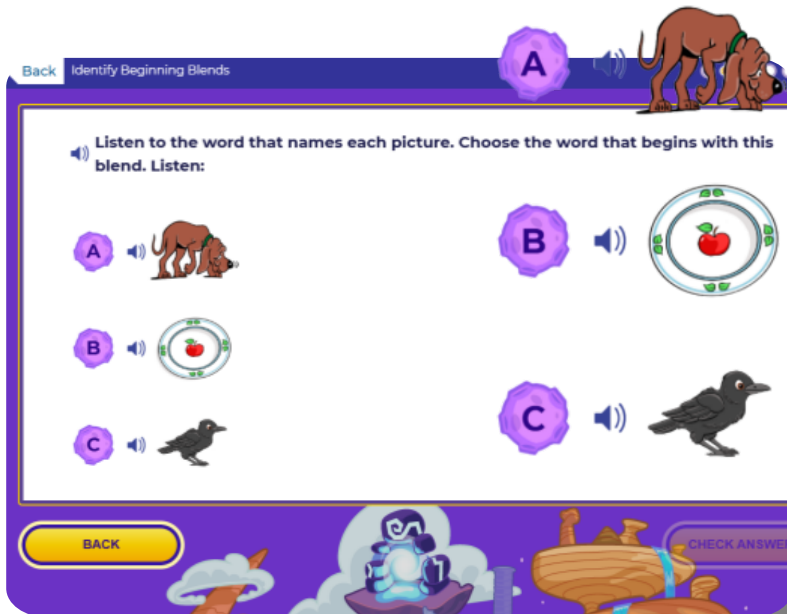 Back
Identify Beginning Blends
A
Listen to the word that names each picture. Choose the word that begins with this
blend. Listen:
A
B
C
B
C
BACK
CHECK ANSWE